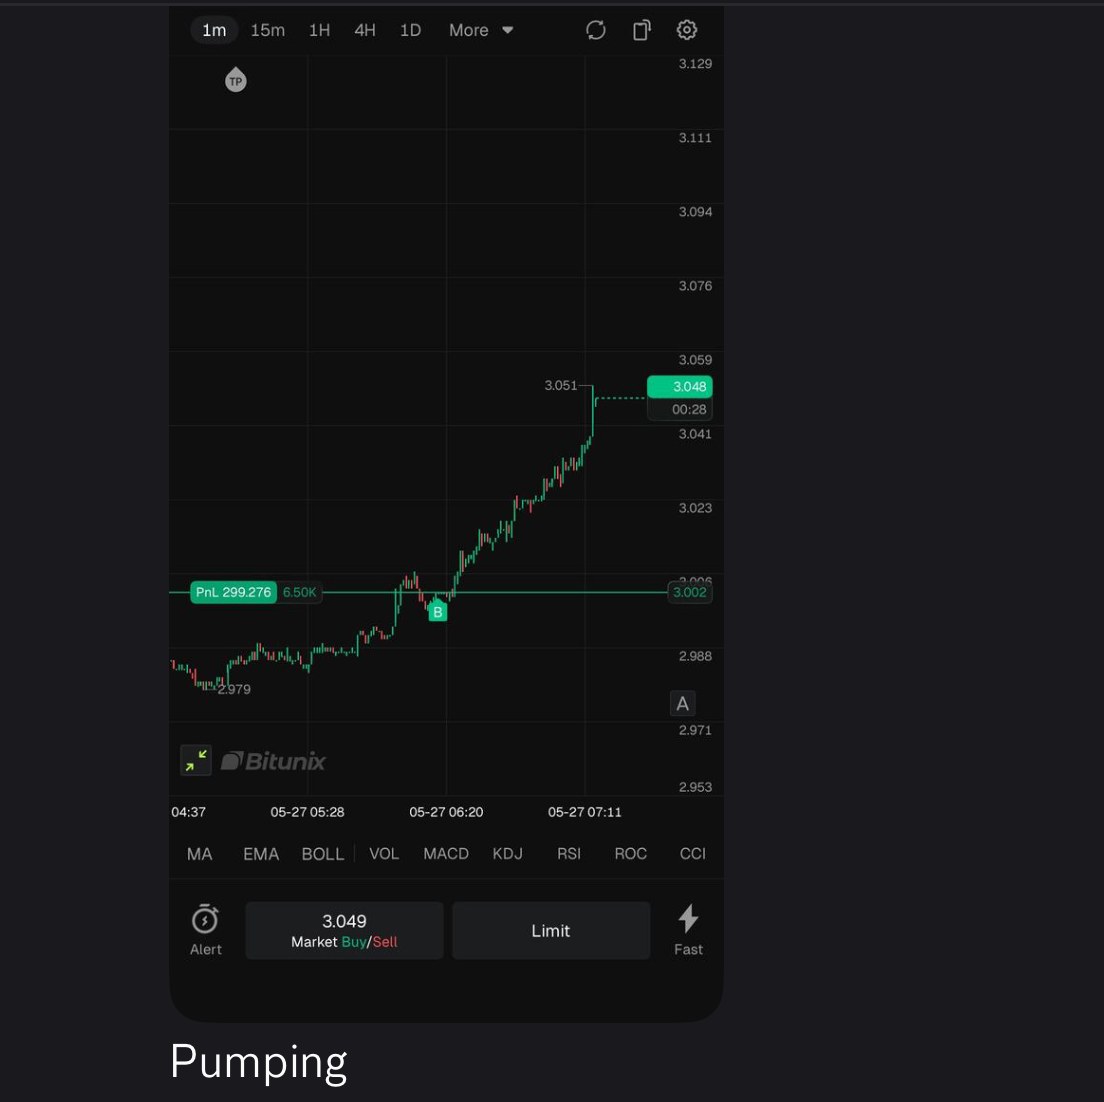 1m 15m 1H 4H 1D More
3.129
TP
3.111
3.094
3.076
3.059
3.051 3.048
00:28
3.041
3.023
3.006
PnL 299.276 6.50K 3.002
B
2.988
2.979
A
2.971
Bitunix
2.953
04:37 05-27 05:28 05-27 06:20 05-27 07:11
MA EMA BOLL VOL MACD KDJ RSI ROC CCI
3.049
Market Buy/Sell
Limit
Alert
Fast
Pumping